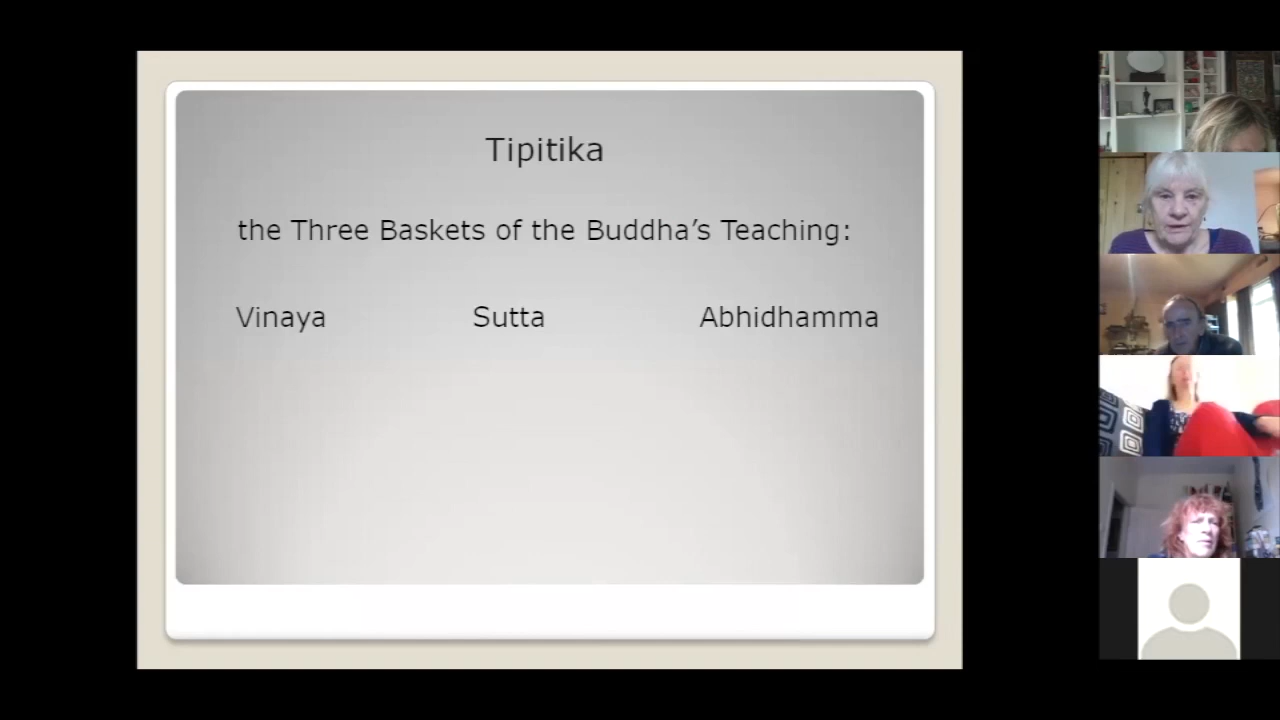 Tipitika
the Three Baskets of the Buddha’s Teaching:
Vinaya Sutta Abhidhamma